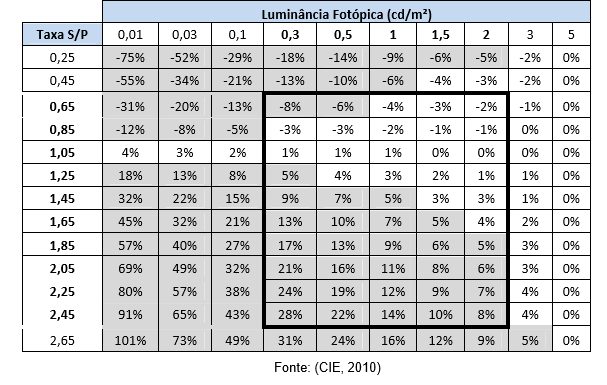 Luminância Fotópica (cd/m²)
Taxa S/P 0,01 0,03 0,1 0,3 0,5 1 1,5 2 3 5
0,25 -75% -52% -29% -18% -14% -9% -6% -5% -2% 0%
0,45 -55% -34% -21% -13% -10% -6% -4% -3% -2% 0%
0,65 -31% -20% -13% -8% -6% -4% -3% -2% -1% 0%
0,85 -12% -8% -5% -3% -3% -2% -1% -1% 0% 0%
1,05 4% 3% 2% 1% 1% 1% 0% 0% 0% 0%
1,25 18% 13% 8% 5% 4% 3% 2% 1% 1% 0%
1,45 32% 22% 15% 9% 7% 5% 3% 3% 1% 0%
1,65 45% 32% 21% 13% 10% 7% 5% 4% 2% 0%
1,85 57% 40% 27% 17% 13% 9% 6% 5% 3% 0%
2,05 69% 49% 32% 21% 16% 11% 8% 6% 3% 0%
2,25 80% 57% 38% 24% 19% 12% 9% 7% 4% 0%
2,45 91% 65% 43% 28% 22% 14% 10% 8% 4% 0%
2,65 101% 73% 49% 31% 24% 16% 12% 9% 5% 0%
Fonte: (CIE, 2010)